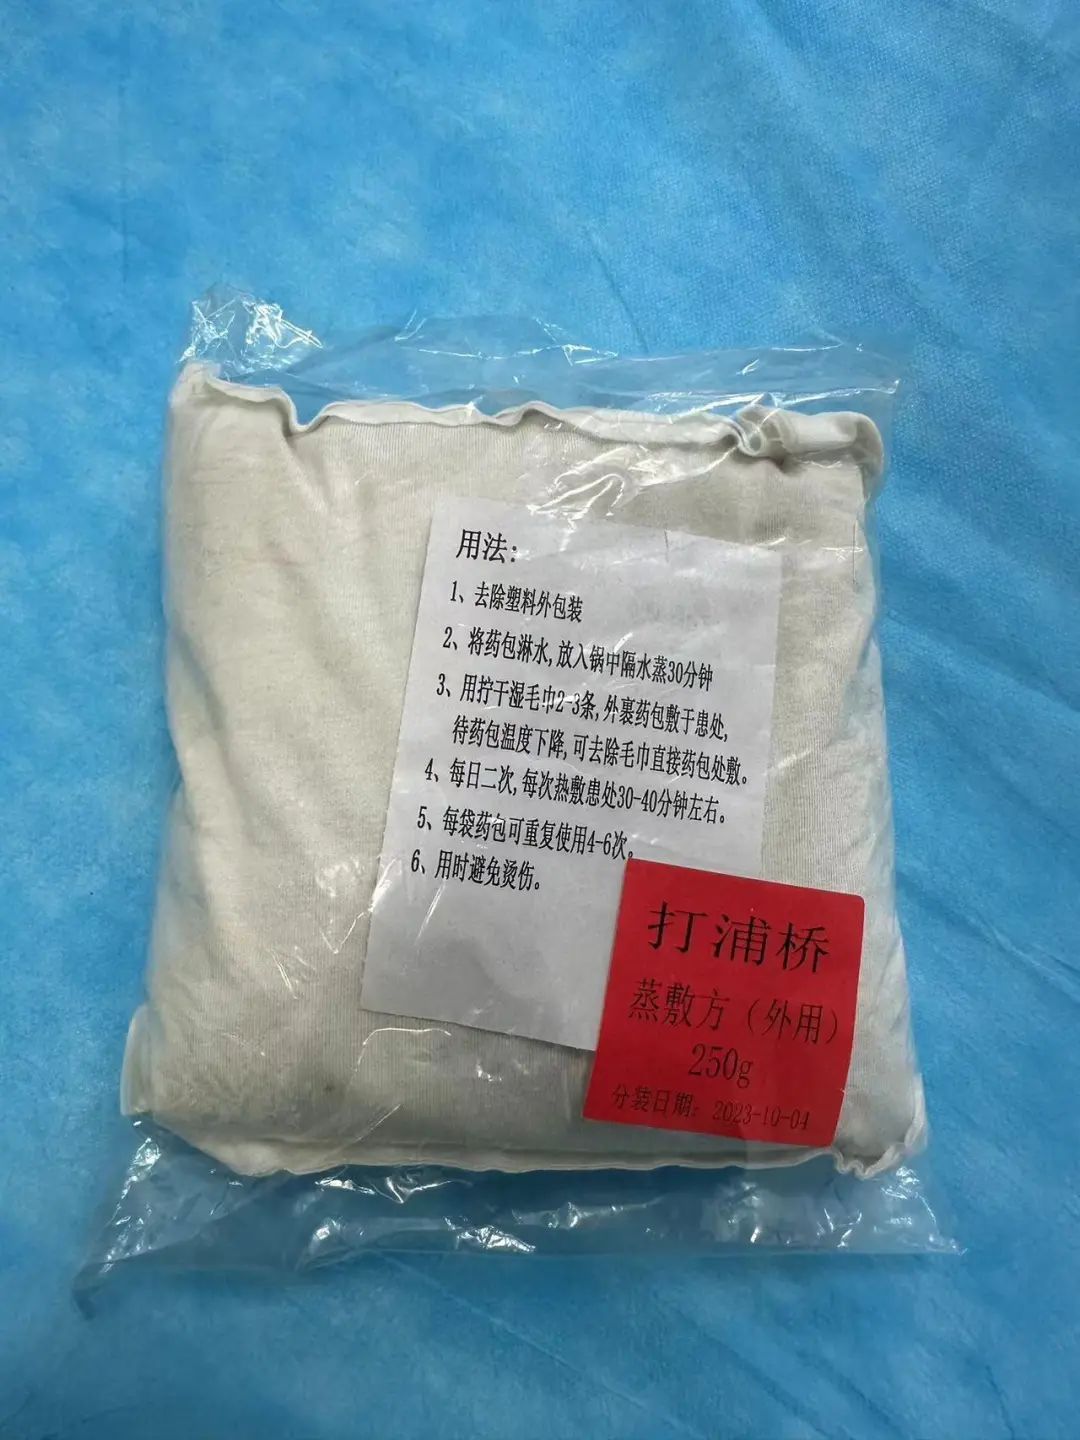 用法:
1、去除塑料外包装
2、将药包淋水,放入锅中隔水蒸30分钟
3、用拧干湿毛巾2-3条,外裹药包敷于患处,
待药包温度下降,可去除毛巾直接药包处敷。
4、每日二次,每次热敷患处30-40分钟左右。
5、每袋药包可重复使用4-6次。
6、用时避免烫伤。
打浦桥
蒸敷方（外用）
250g
分装日期: 2023-10-04